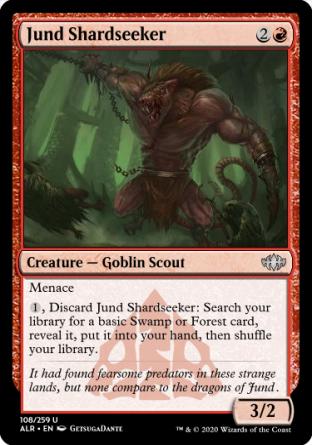 Jund Shardseeker 2
Creature — Goblin Scout
Menace
1, Discard Jund Shardseeker: Search your
library for a basic Swamp or Forest card,
reveal it, put it into your hand, then shuffle
your library.
It had found fearsome predators in these strange
lands, but none compare to the dragons of Jund.
3/2
108/259 U
ALR • EN GetsugaDante ™ & © 2020 Wizards of the Coast